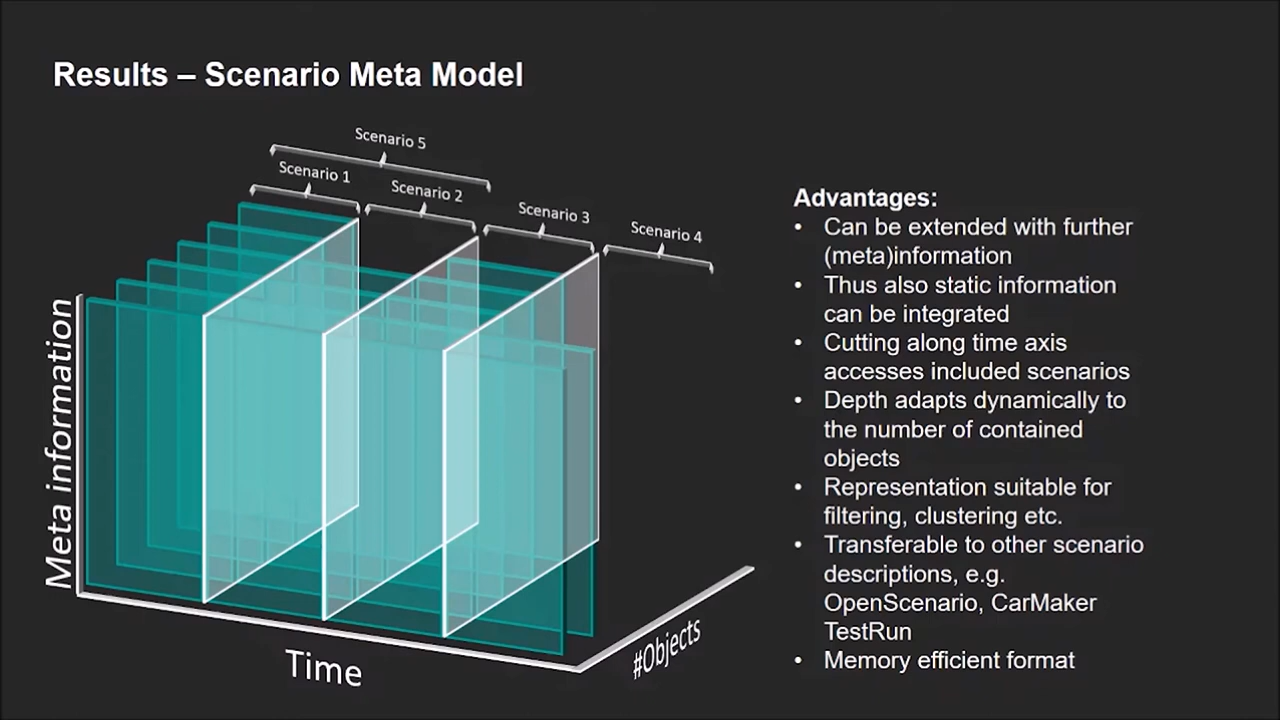 Results – Scenario Meta Model
Scenario 5
Scenario 1
Scenario 2
Scenario 3
Scenario 4
Meta information
Time
#Objects
Advantages:
• Can be extended with further
(meta)information
• Thus also static information
can be integrated
• Cutting along time axis
accesses included scenarios
• Depth adapts dynamically to
the number of contained
objects
• Representation suitable for
filtering, clustering etc.
• Transferable to other scenario
descriptions, e.g.
OpenScenario, CarMaker
TestRun
• Memory efficient format